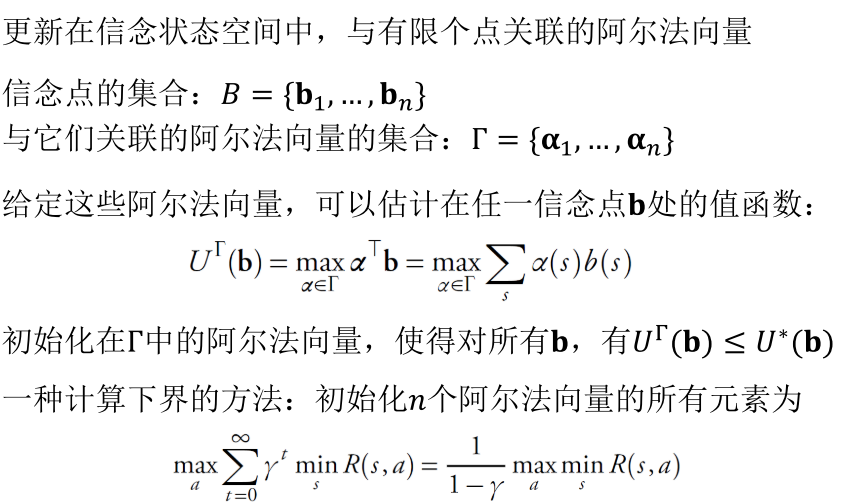 更新在信念状态空间中，与有限个点关联的阿尔法向量
信念点的集合：B = {𝐛₁, … , 𝐛ₙ}
与它们关联的阿尔法向量的集合：Γ = {𝛂₁, … , 𝛂ₙ}
给定这些阿尔法向量，可以估计在任一信念点𝐛处的值函数：
U^Γ(𝐛) = max_{𝛂∈Γ} 𝛂^⊤𝐛 = max_{𝛂∈Γ} ∑_s α(s)b(s)
初始化在Γ中的阿尔法向量，使得对所有𝐛，有U^Γ(𝐛) ≤ U*(𝐛)
一种计算下界的方法：初始化n个阿尔法向量的所有元素为
max_a ∑_{t=0}^{∞} γ^t min_s R(s, a) = 1/(1−γ) max_a min_s R(s, a)